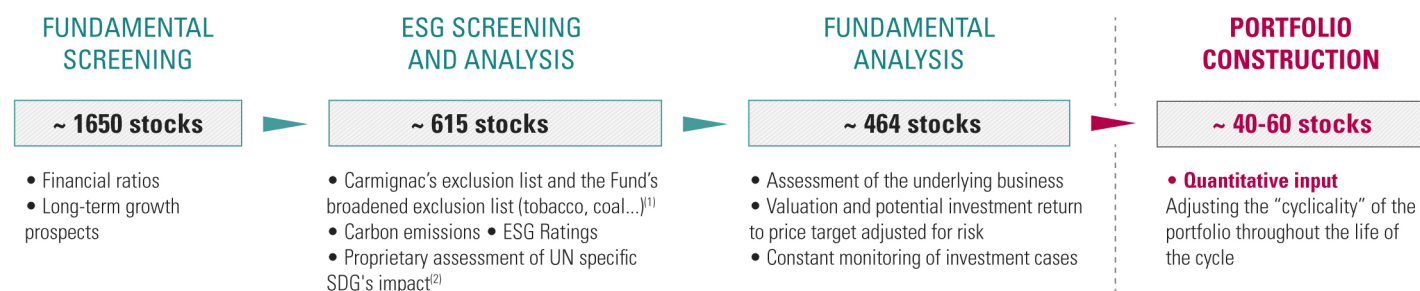 FUNDAMENTAL
SCREENING
~ 1650 stocks
• Financial ratios
• Long-term growth
prospects
ESG SCREENING
AND ANALYSIS
~ 615 stocks
• Carmignac’s exclusion list and the Fund’s
broadened exclusion list (tobacco, coal...)(1)
• Carbon emissions • ESG Ratings
• Proprietary assessment of UN specific
SDG's impact(2)
FUNDAMENTAL
ANALYSIS
~ 464 stocks
• Assessment of the underlying business
• Valuation and potential investment return
to price target adjusted for risk
• Constant monitoring of investment cases
PORTFOLIO
CONSTRUCTION
~ 40-60 stocks
• Quantitative input
Adjusting the “cyclicality” of the
portfolio throughout the life of
the cycle